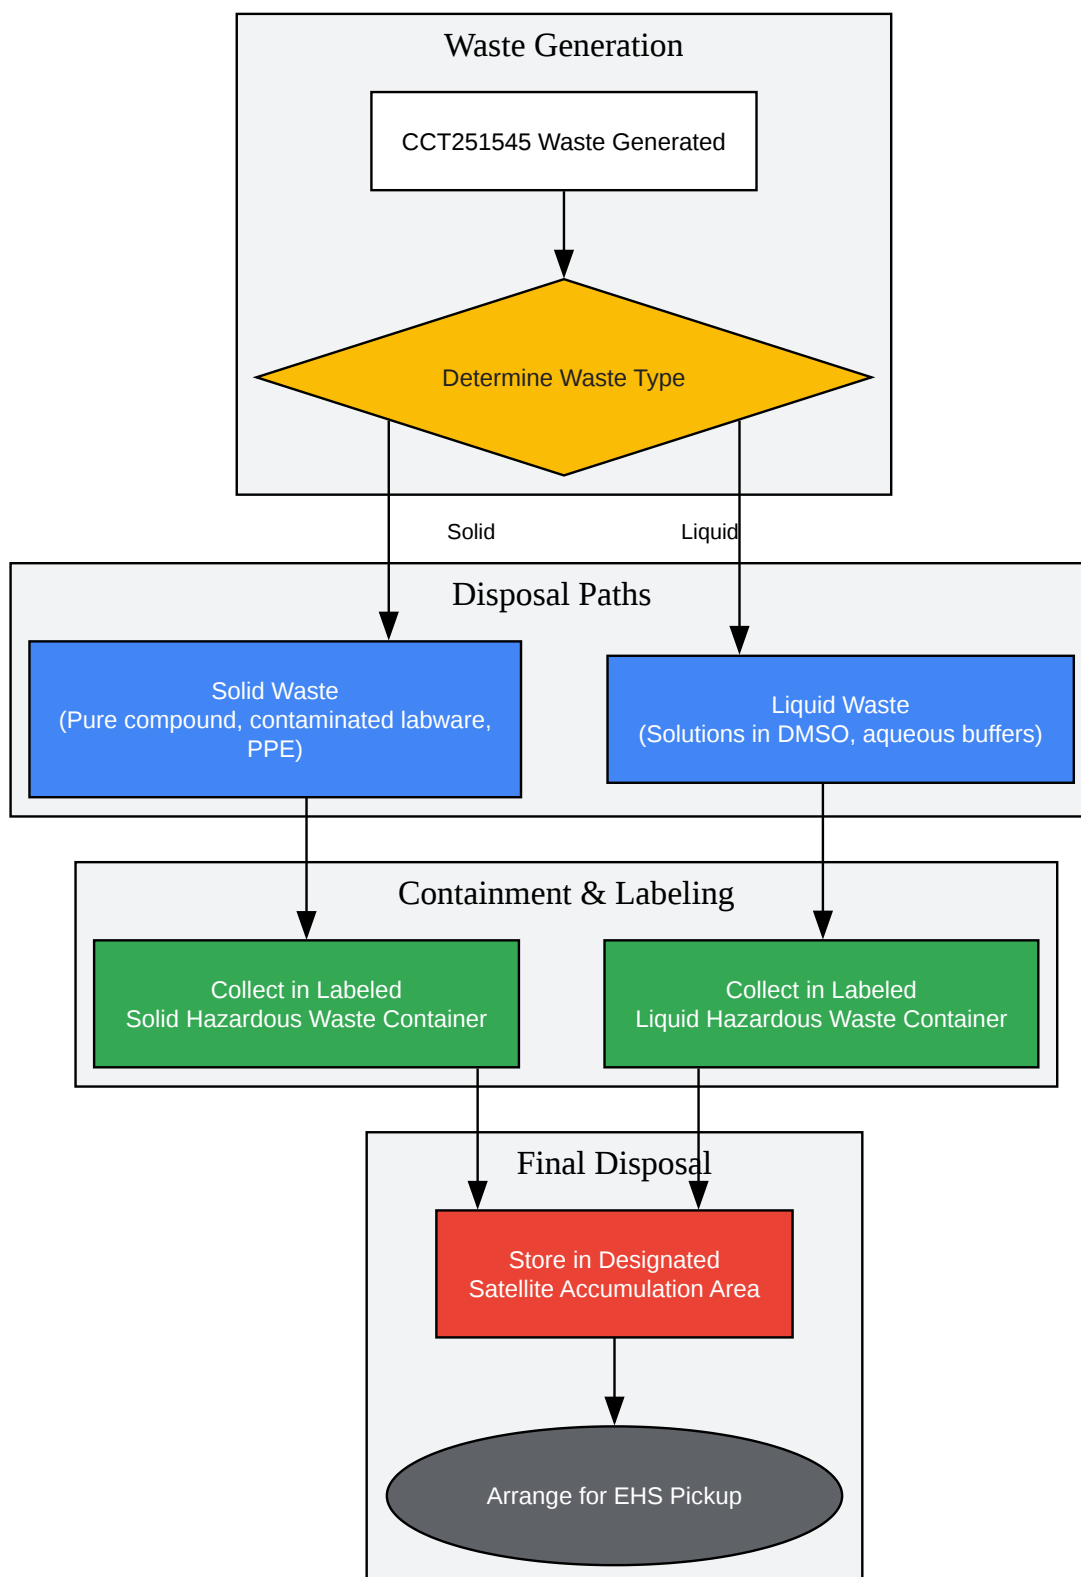 Waste Generation
CCT251545 Waste Generated
Determine Waste Type
Solid
Liquid
Disposal Paths
Solid Waste
(Pure compound, contaminated labware,
PPE)
Liquid Waste
(Solutions in DMSO, aqueous buffers)
Containment & Labeling
Collect in Labeled
Solid Hazardous Waste Container
Collect in Labeled
Liquid Hazardous Waste Container
Final Disposal
Store in Designated
Satellite Accumulation Area
Arrange for EHS Pickup